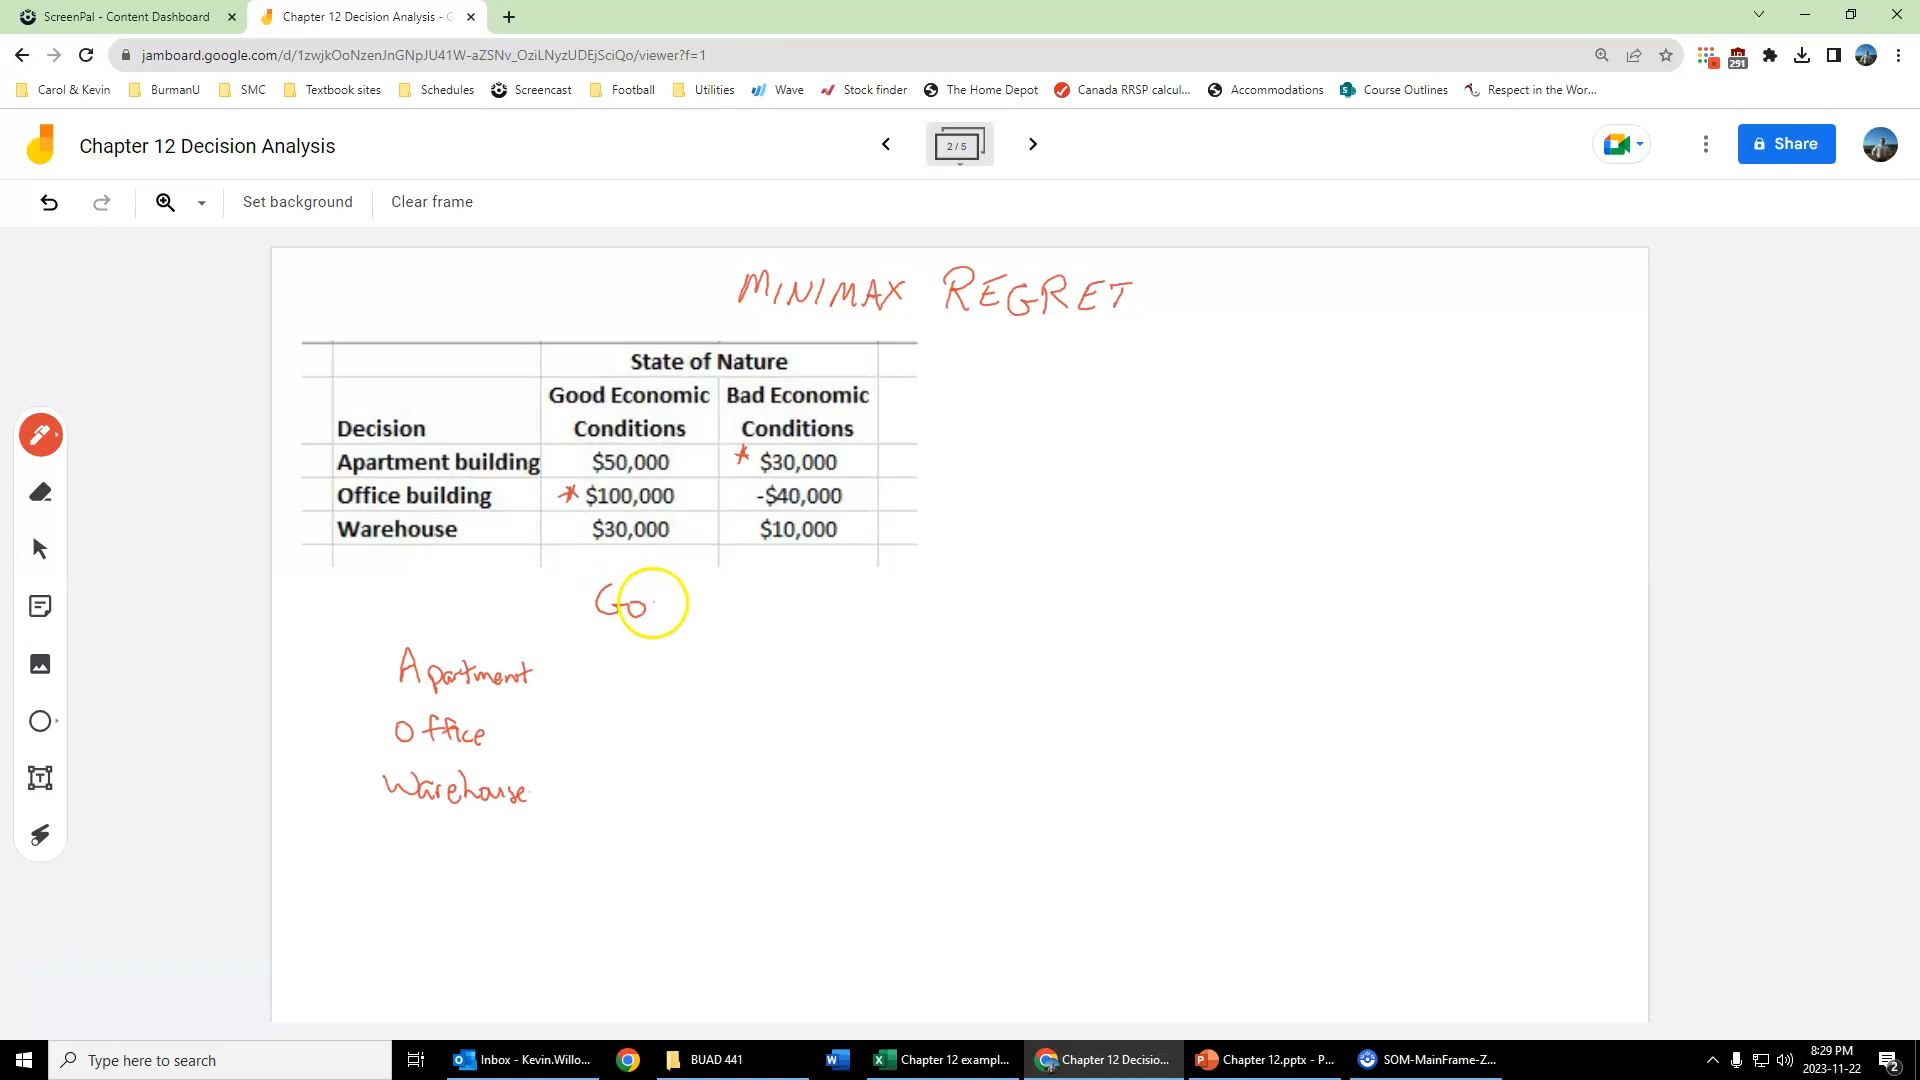 ScreenPal - Content Dashboard
Chapter 12 Decision Analysis - G
jamboard.google.com/d/1zwjkOoNzenJnGNpJU41W-aZSNv_OziLNyzUDEjSciQo/viewer?f=1
291
Carol & Kevin BurmanU SMC Textbook sites Schedules Screencast Football Utilities Wave Stock finder The Home Depot Canada RRSP calcul... Accommodations Course Outlines Respect in the Wor...
Chapter 12 Decision Analysis
2 / 5
Share
Set background Clear frame
MINIMAX REGRET
State of Nature
Good Economic Bad Economic
Decision Conditions Conditions
Apartment building $50,000 * $30,000
Office building * $100,000 -$40,000
Warehouse $30,000 $10,000
Go
Apartment
Office
Warehouse
Type here to search
Inbox - Kevin.Willo...
BUAD 441
Chapter 12 exampl...
Chapter 12 Decisio...
Chapter 12.pptx - P...
SOM-MainFrame-Z...
8:29 PM
2023-11-22
2